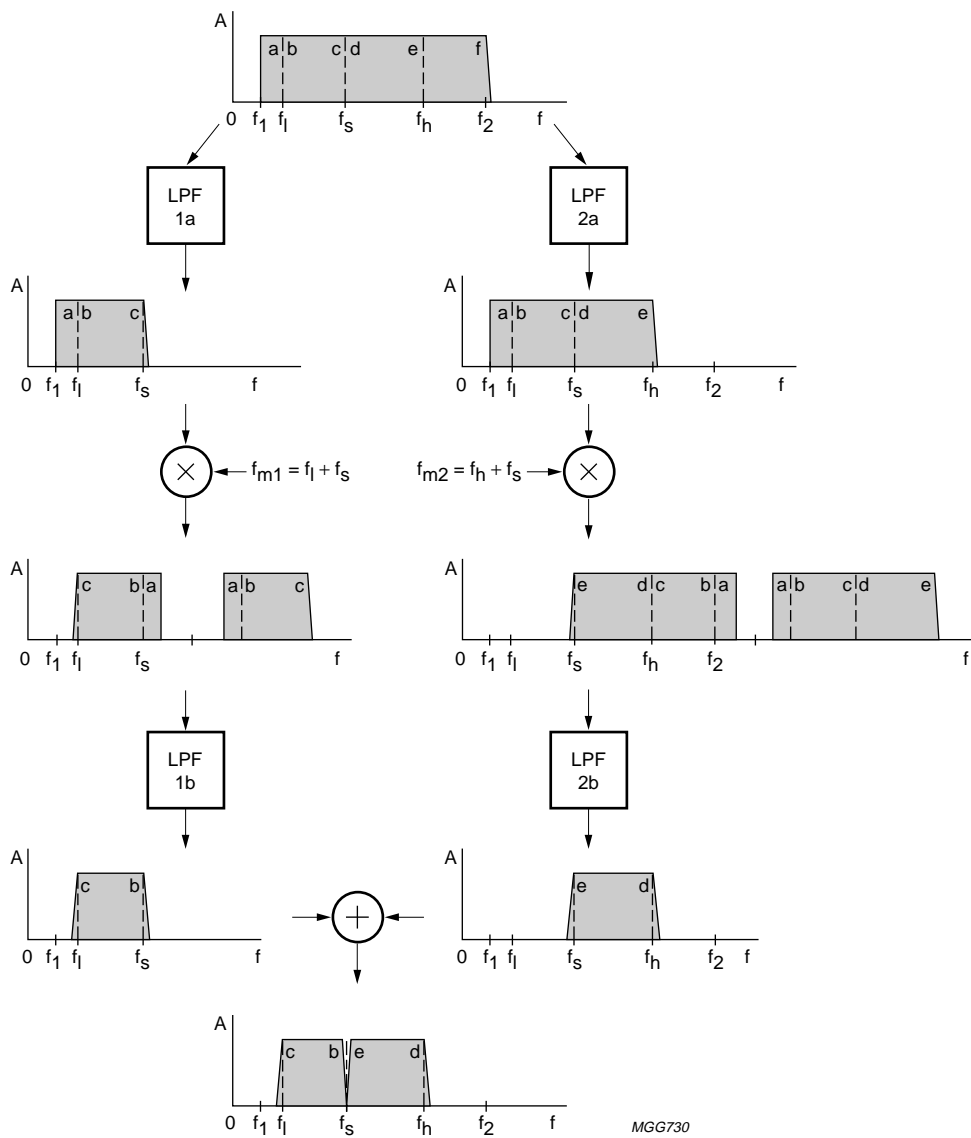 A
a b c d e f
0 f1 fl fs fh f2 f
LPF 1a
LPF 2a
A
a b c
0 f1 fl fs f
A
a b c d e
0 f1 fl fs fh f2 f
fm1 = fl + fs
fm2 = fh + fs
A
c b a a b c
0 f1 fl fs f
A
e d c b a a b c d e
0 f1 fl fs fh f2 f
LPF 1b
LPF 2b
A
c b
0 f1 fl fs f
A
e d
0 f1 fl fs fh f2 f
A
c b e d
0 f1 fl fs fh f2 f
MGG730